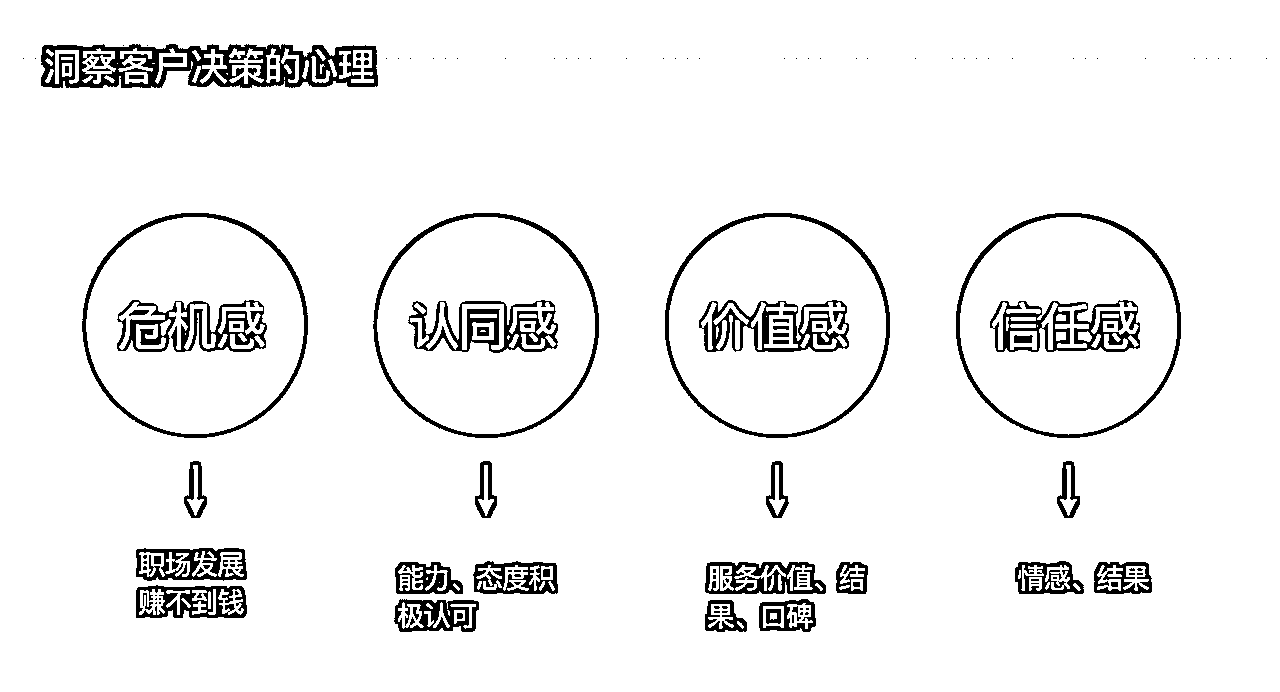 洞察客户决策的心理
危机感
认同感
价值感
信任感
职场发展
赚不到钱
能力、态度积
极认可
服务价值、结
果、口碑
情感、结果